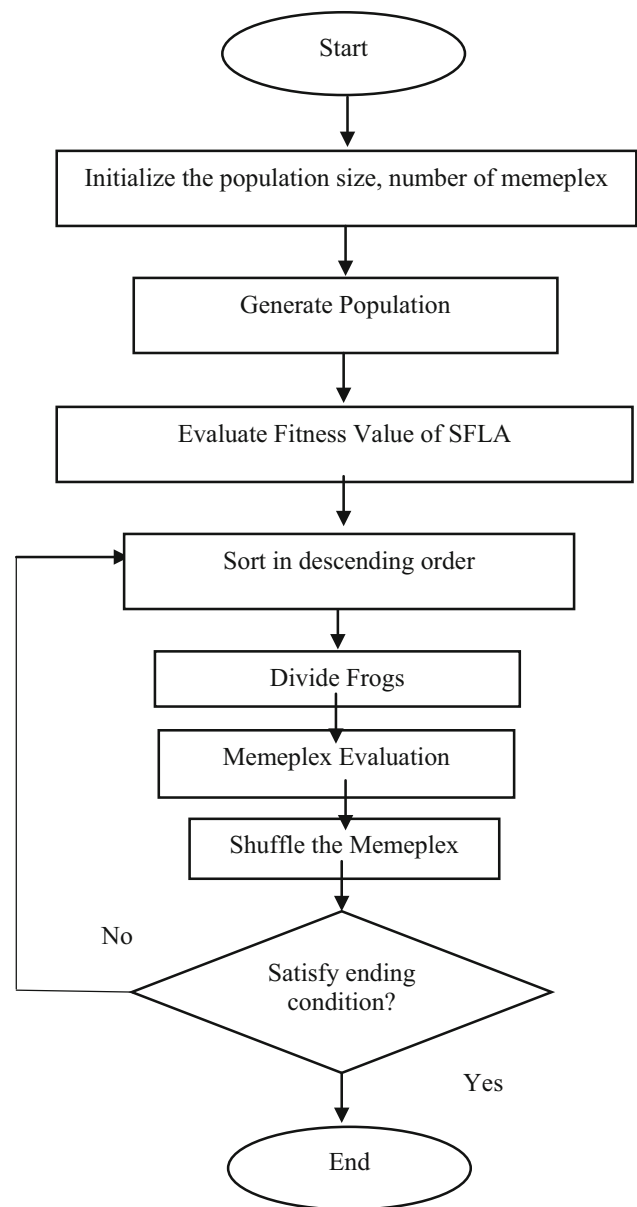 Start
Initialize the population size, number of memeplex
Generate Population
Evaluate Fitness Value of SFLA
Sort in descending order
Divide Frogs
Memeplex Evaluation
Shuffle the Memeplex
No
Satisfy ending
condition?
Yes
End